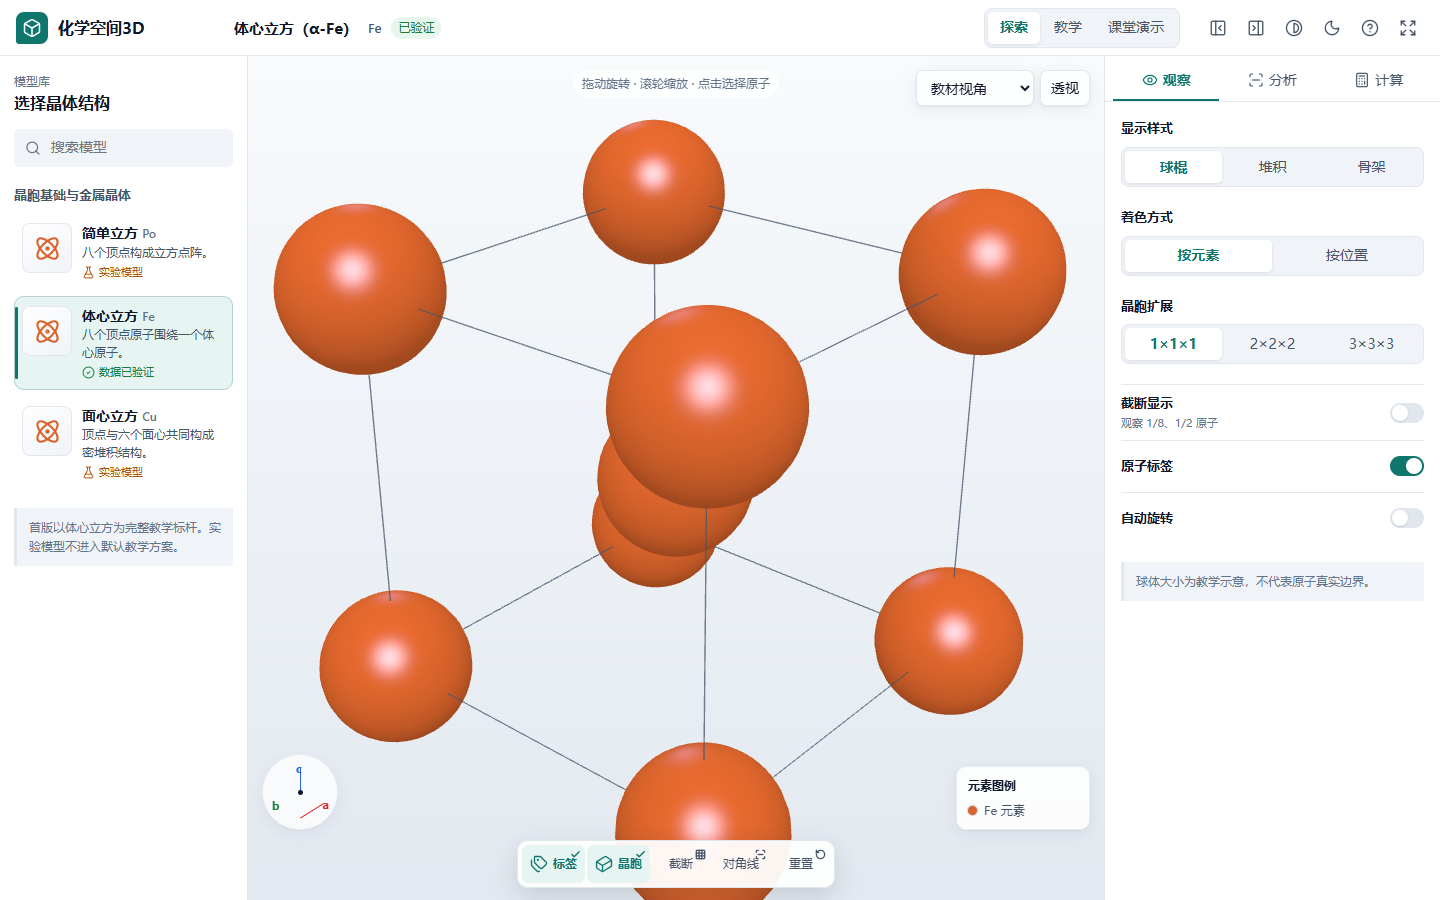 化学空间3D
体心立方（α-Fe） Fe 已验证
探索 教学 课堂演示
模型库
选择晶体结构
搜索模型
晶胞基础与金属晶体
简单立方 Po
八个顶点构成立方点阵。
实验模型
体心立方 Fe
八个顶点原子围绕一个体
心原子。
数据已验证
面心立方 Cu
顶点与六个面心共同构成
密堆积结构。
实验模型
首版以体心立方为完整教学标杆。实
验模型不进入默认教学方案。
拖动旋转 · 滚轮缩放 · 点击选择原子
教材视角 透视
c
b a
元素图例
Fe 元素
标签 晶胞 截断 对角线 重置
观察 分析 计算
显示样式
球棍 堆积 骨架
着色方式
按元素 按位置
晶胞扩展
1×1×1 2×2×2 3×3×3
截断显示
观察 1/8、1/2 原子
原子标签
自动旋转
球体大小为教学示意，不代表原子真实边界。